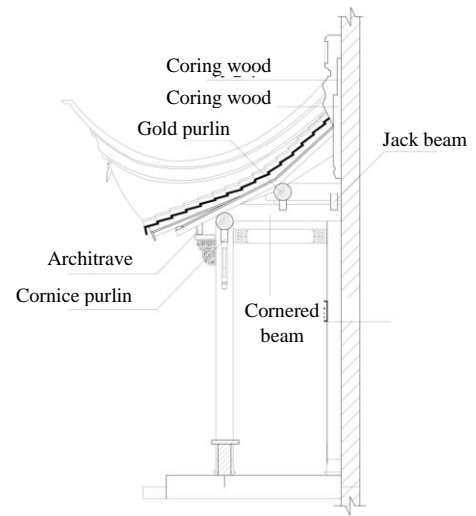 Coring wood
Coring wood
Gold purlin
Jack beam
Architrave
Cornice purlin
Cornered
beam